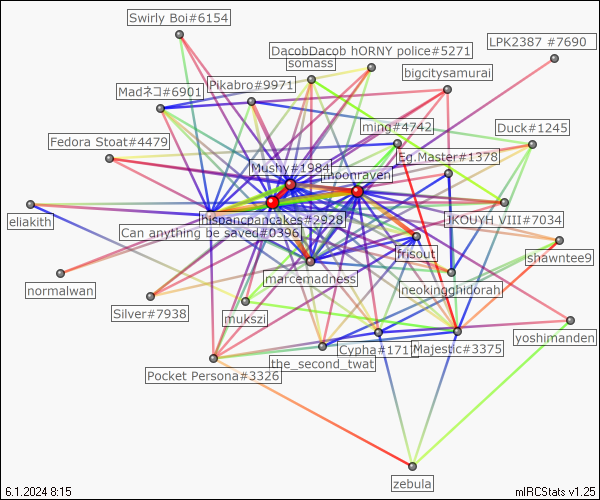 Swirly Boi#6154
DacobDacob hORNY police#5271
LPK2387 #7690
somass
bigcitysamurai
Pikabro#9971
Madネコ#6901
ming#4742
Duck#1245
Fedora Stoat#4479
Eg.Master#1378
Mushy#1984
moonraven
eliakith
hispancpancakes#2928
JKOUYH VIII#7034
Can anything be saved#0396
frisout
shawntee9
marcemadness
normalwan
neokingghidorah
Silver#7938
mukszi
yoshimanden
Cypha#171
Majestic#3375
the_second_twat
Pocket Persona#3326
zebula
6.1.2024 8:15
mIRCStats v1.25